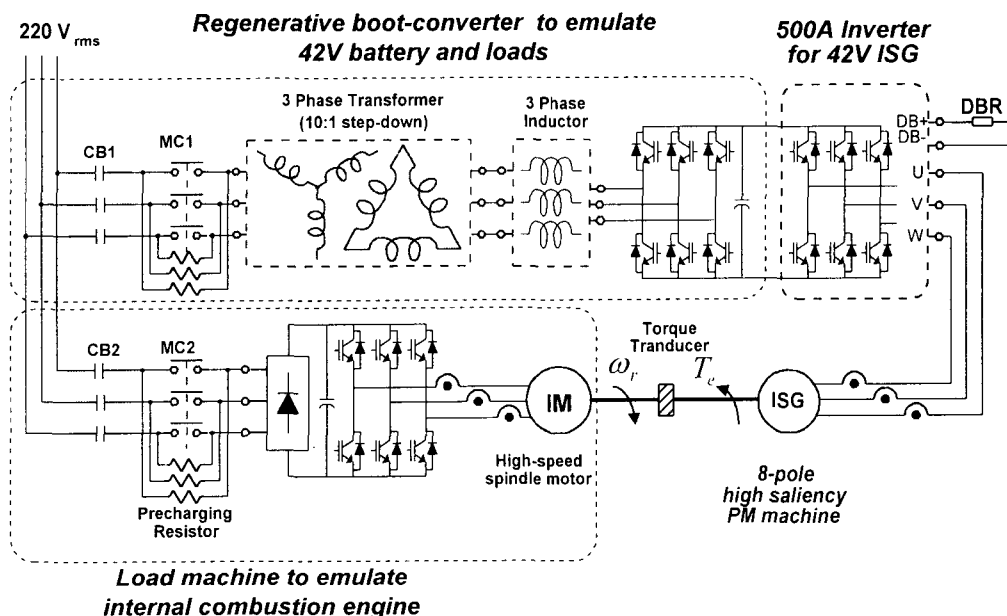 Regenerative boot-converter to emulate
42V battery and loads
500A Inverter
for 42V ISG
220 V rms
3 Phase Transformer
(10:1 step-down)
3 Phase
Inductor
DBR
DB+
DB-
CB1
MC1
U
V
W
CB2
MC2
Torque
Tranducer
ωr
Te
IM
ISG
High-speed
spindle motor
8-pole
high saliency
PM machine
Precharging
Resistor
Load machine to emulate
internal combustion engine